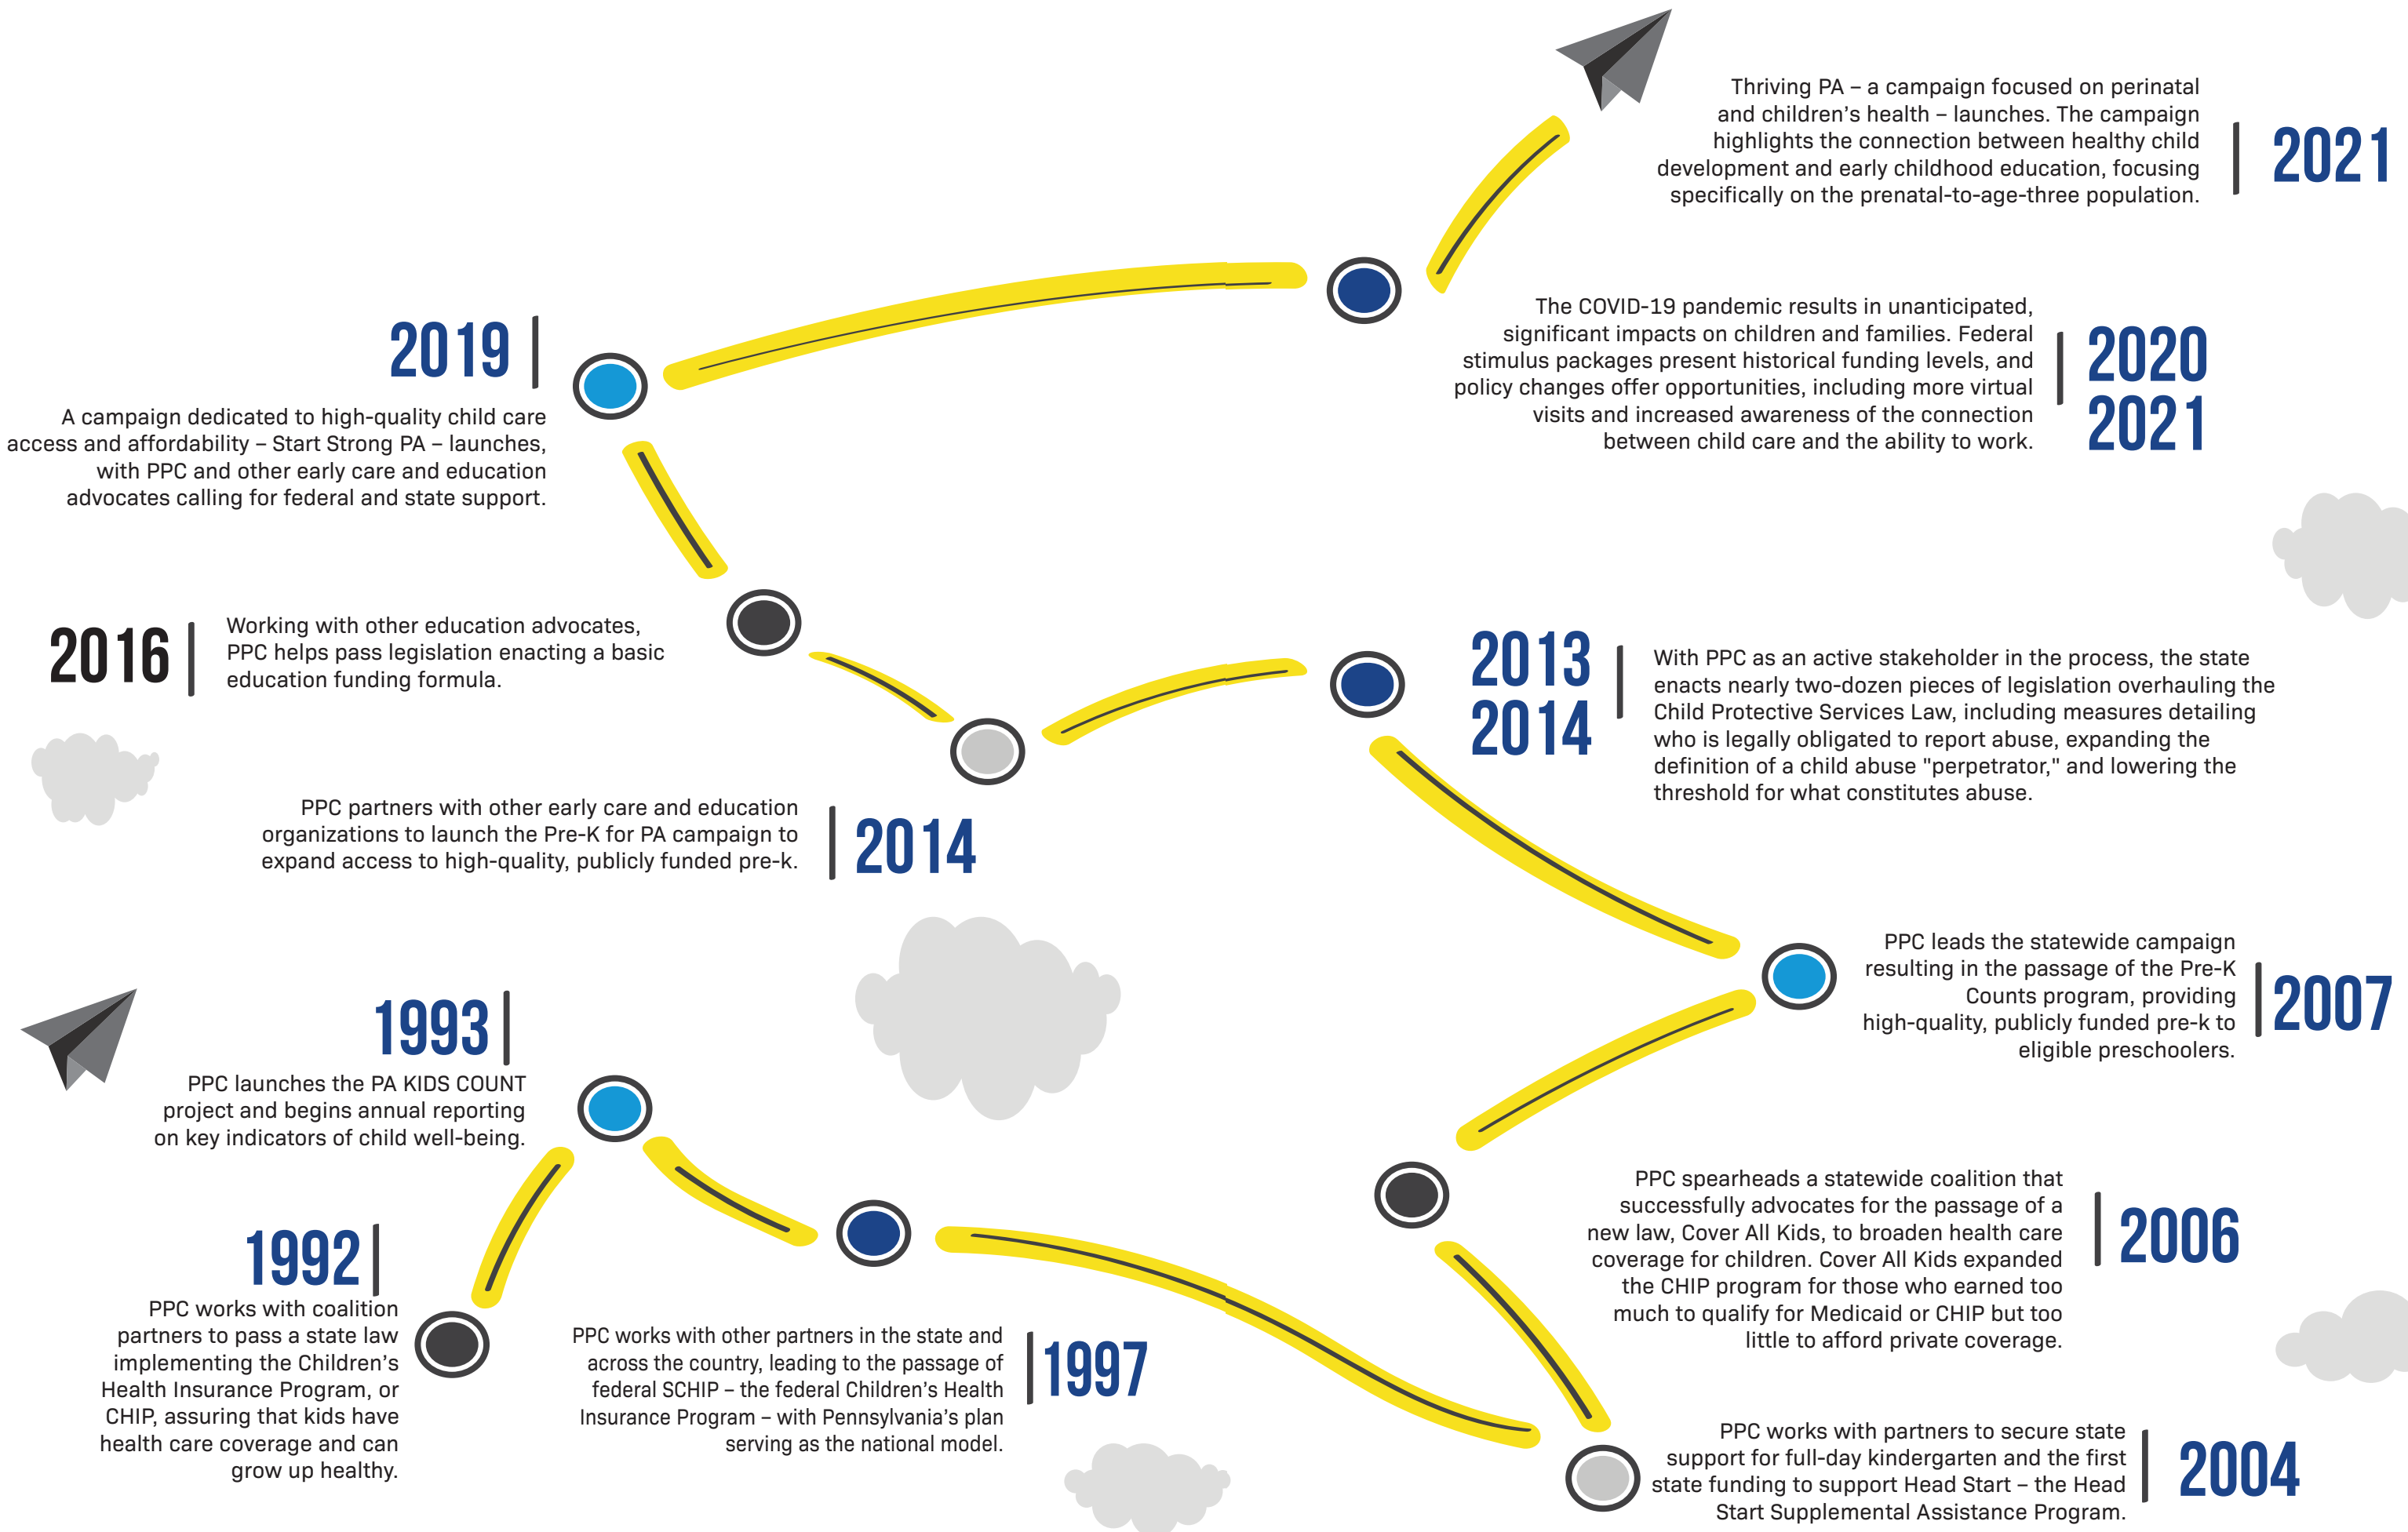 Thriving PA – a campaign focused on perinatal
and children's health – launches. The campaign
highlights the connection between healthy child
development and early childhood education, focusing
specifically on the prenatal-to-age-three population.
2021
The COVID-19 pandemic results in unanticipated,
significant impacts on children and families. Federal
stimulus packages present historical funding levels, and
policy changes offer opportunities, including more virtual
visits and increased awareness of the connection
between child care and the ability to work.
2020
2021
2019
A campaign dedicated to high-quality child care
access and affordability – Start Strong PA – launches,
with PPC and other early care and education
advocates calling for federal and state support.
2016
Working with other education advocates,
PPC helps pass legislation enacting a basic
education funding formula.
2013
2014
With PPC as an active stakeholder in the process, the state
enacts nearly two-dozen pieces of legislation overhauling the
Child Protective Services Law, including measures detailing
who is legally obligated to report abuse, expanding the
definition of a child abuse "perpetrator," and lowering the
threshold for what constitutes abuse.
PPC partners with other early care and education
organizations to launch the Pre-K for PA campaign to
expand access to high-quality, publicly funded pre-k.
2014
PPC leads the statewide campaign
resulting in the passage of the Pre-K
Counts program, providing
high-quality, publicly funded pre-k to
eligible preschoolers.
2007
1993
PPC launches the PA KIDS COUNT
project and begins annual reporting
on key indicators of child well-being.
PPC spearheads a statewide coalition that
successfully advocates for the passage of a
new law, Cover All Kids, to broaden health care
coverage for children. Cover All Kids expanded
the CHIP program for those who earned too
much to qualify for Medicaid or CHIP but too
little to afford private coverage.
2006
1992
PPC works with coalition
partners to pass a state law
implementing the Children's
Health Insurance Program, or
CHIP, assuring that kids have
health care coverage and can
grow up healthy.
PPC works with other partners in the state and
across the country, leading to the passage of
federal SCHIP – the federal Children's Health
Insurance Program – with Pennsylvania's plan
serving as the national model.
1997
PPC works with partners to secure state
support for full-day kindergarten and the first
state funding to support Head Start – the Head
Start Supplemental Assistance Program.
2004